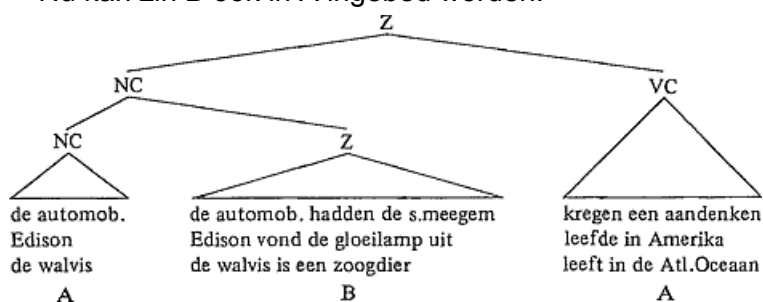 Nu kan zin B ook in A ingebed worden.
Z
NC VC
NC Z
de automob. de automob. hadden de s.meegem kregen een aandenken
Edison Edison vond de gloeilamp uit leefde in Amerika
de walvis de walvis is een zoogdier leeft in de Atl.Oceaan
A B A